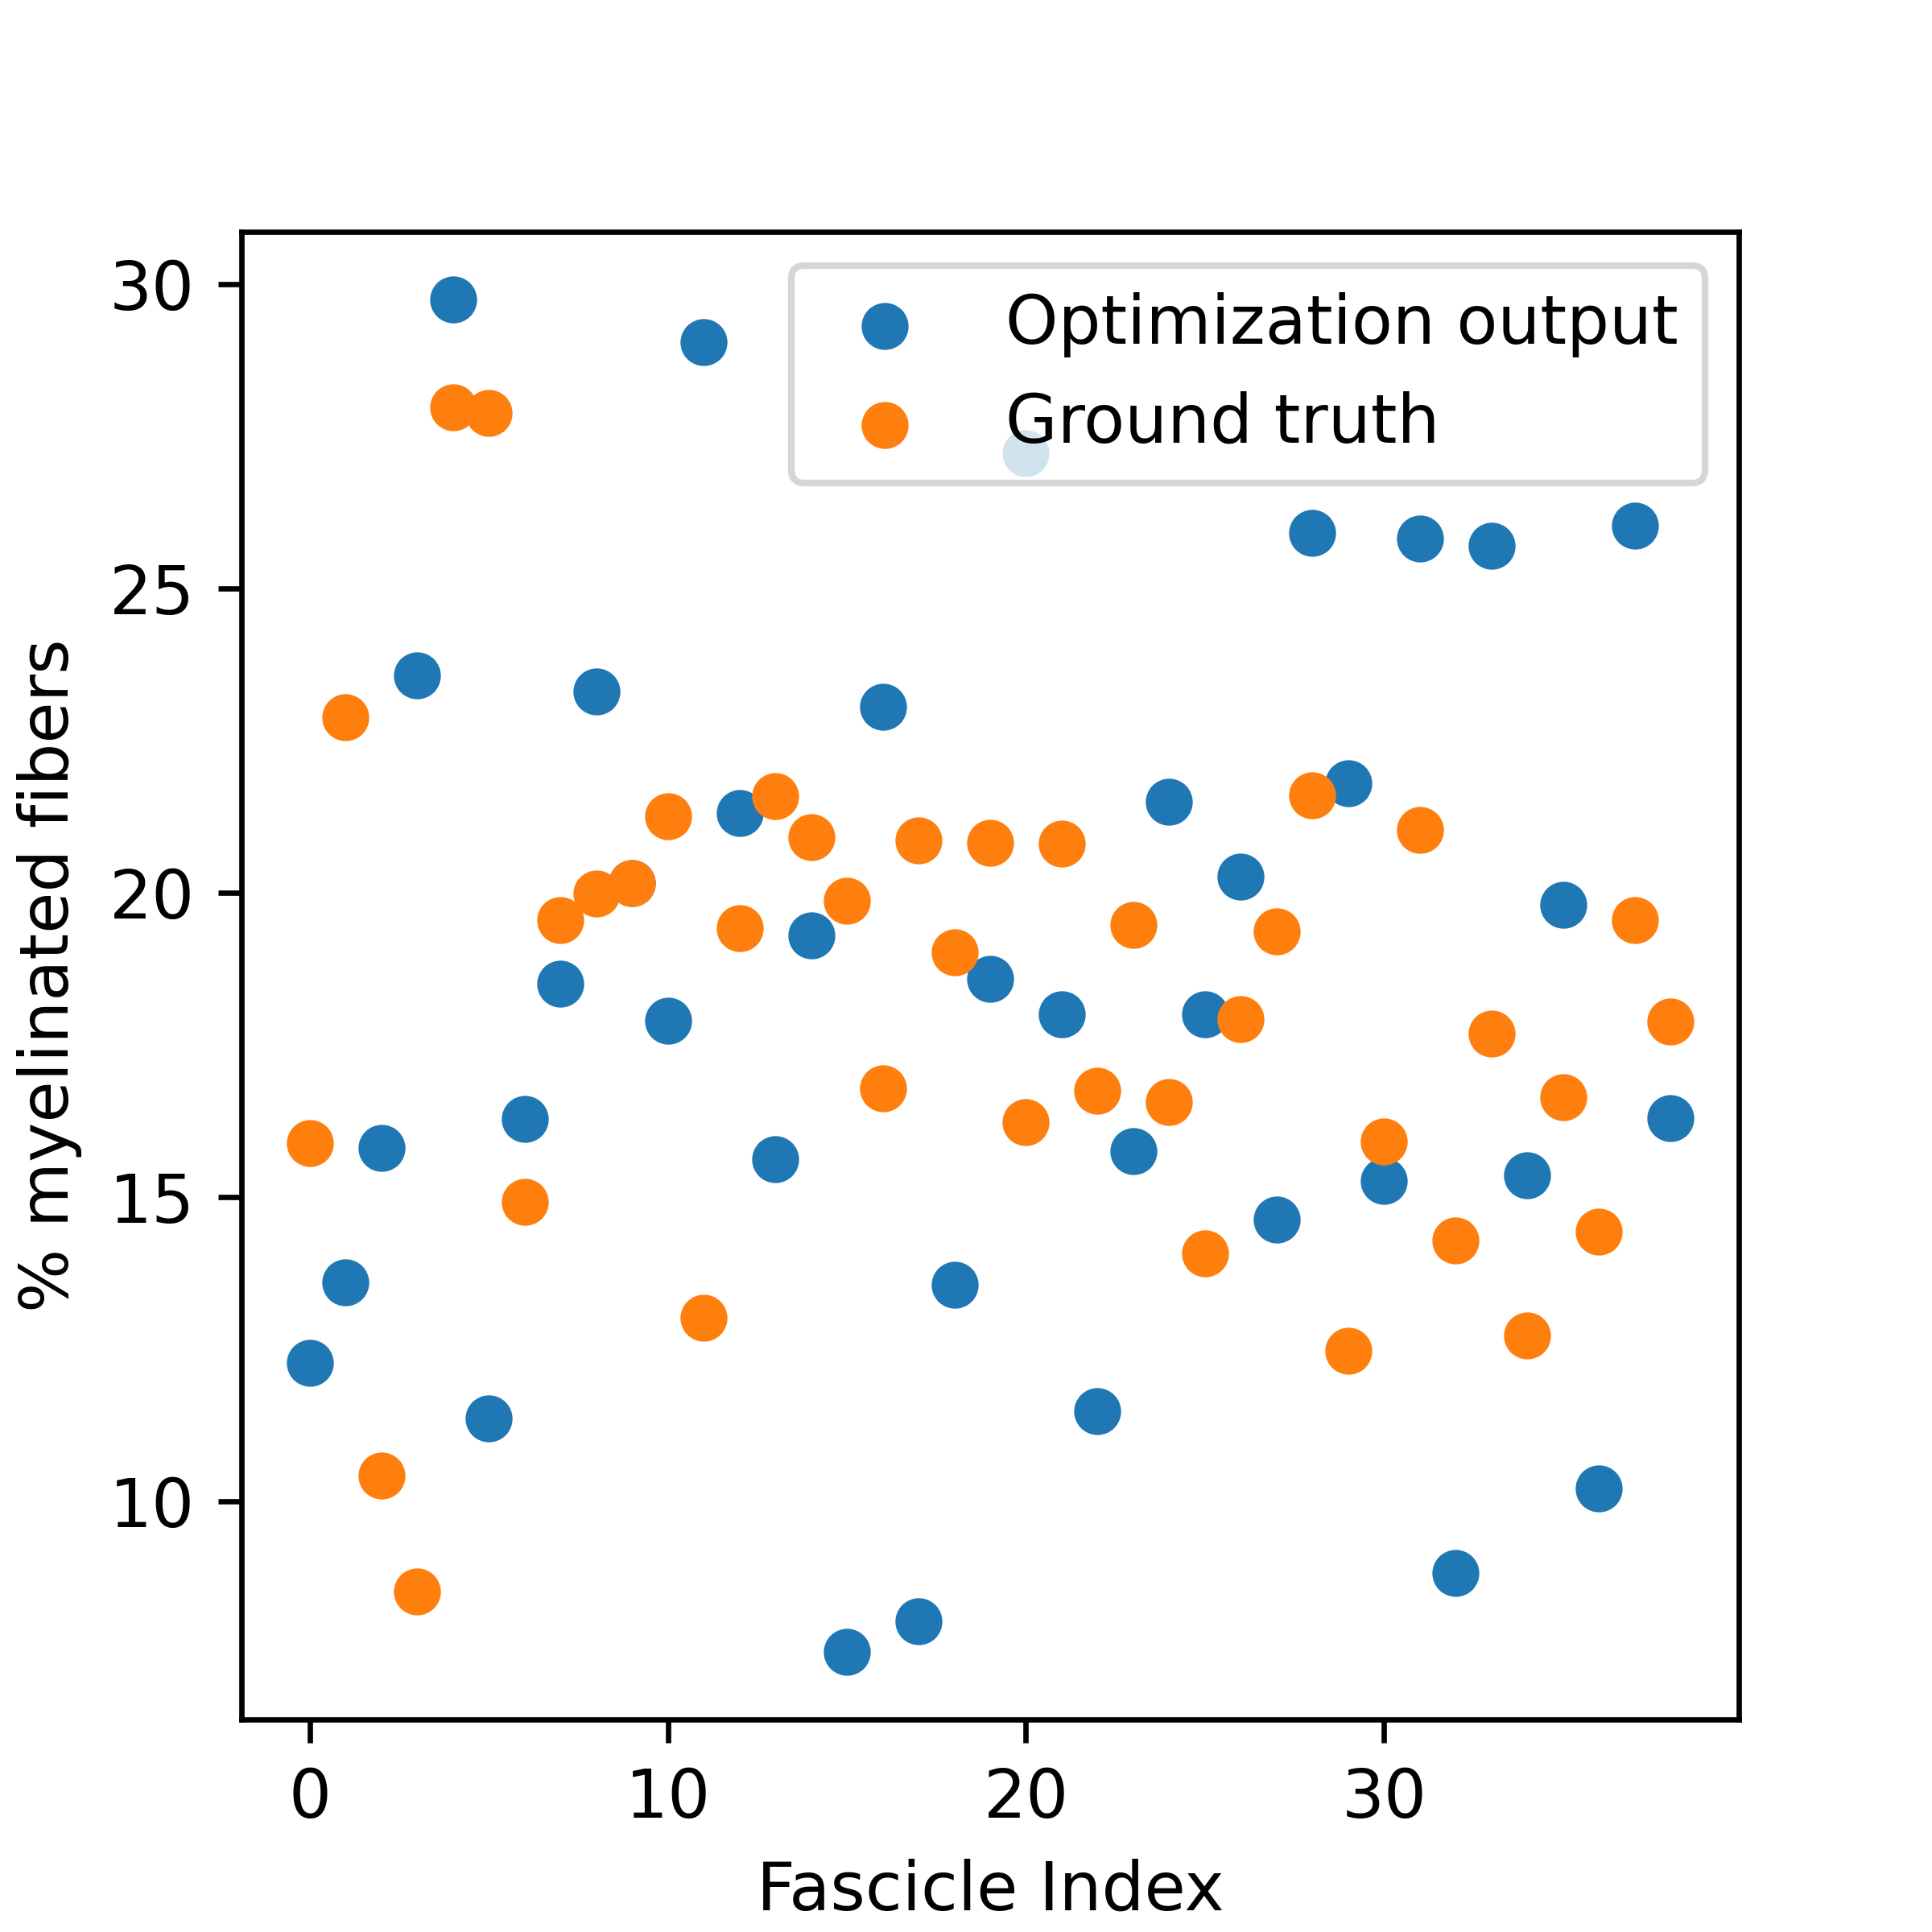 Optimization output
Ground truth
30
25
20
15
10
% myelinated fibers
0 10 20 30
Fascicle Index